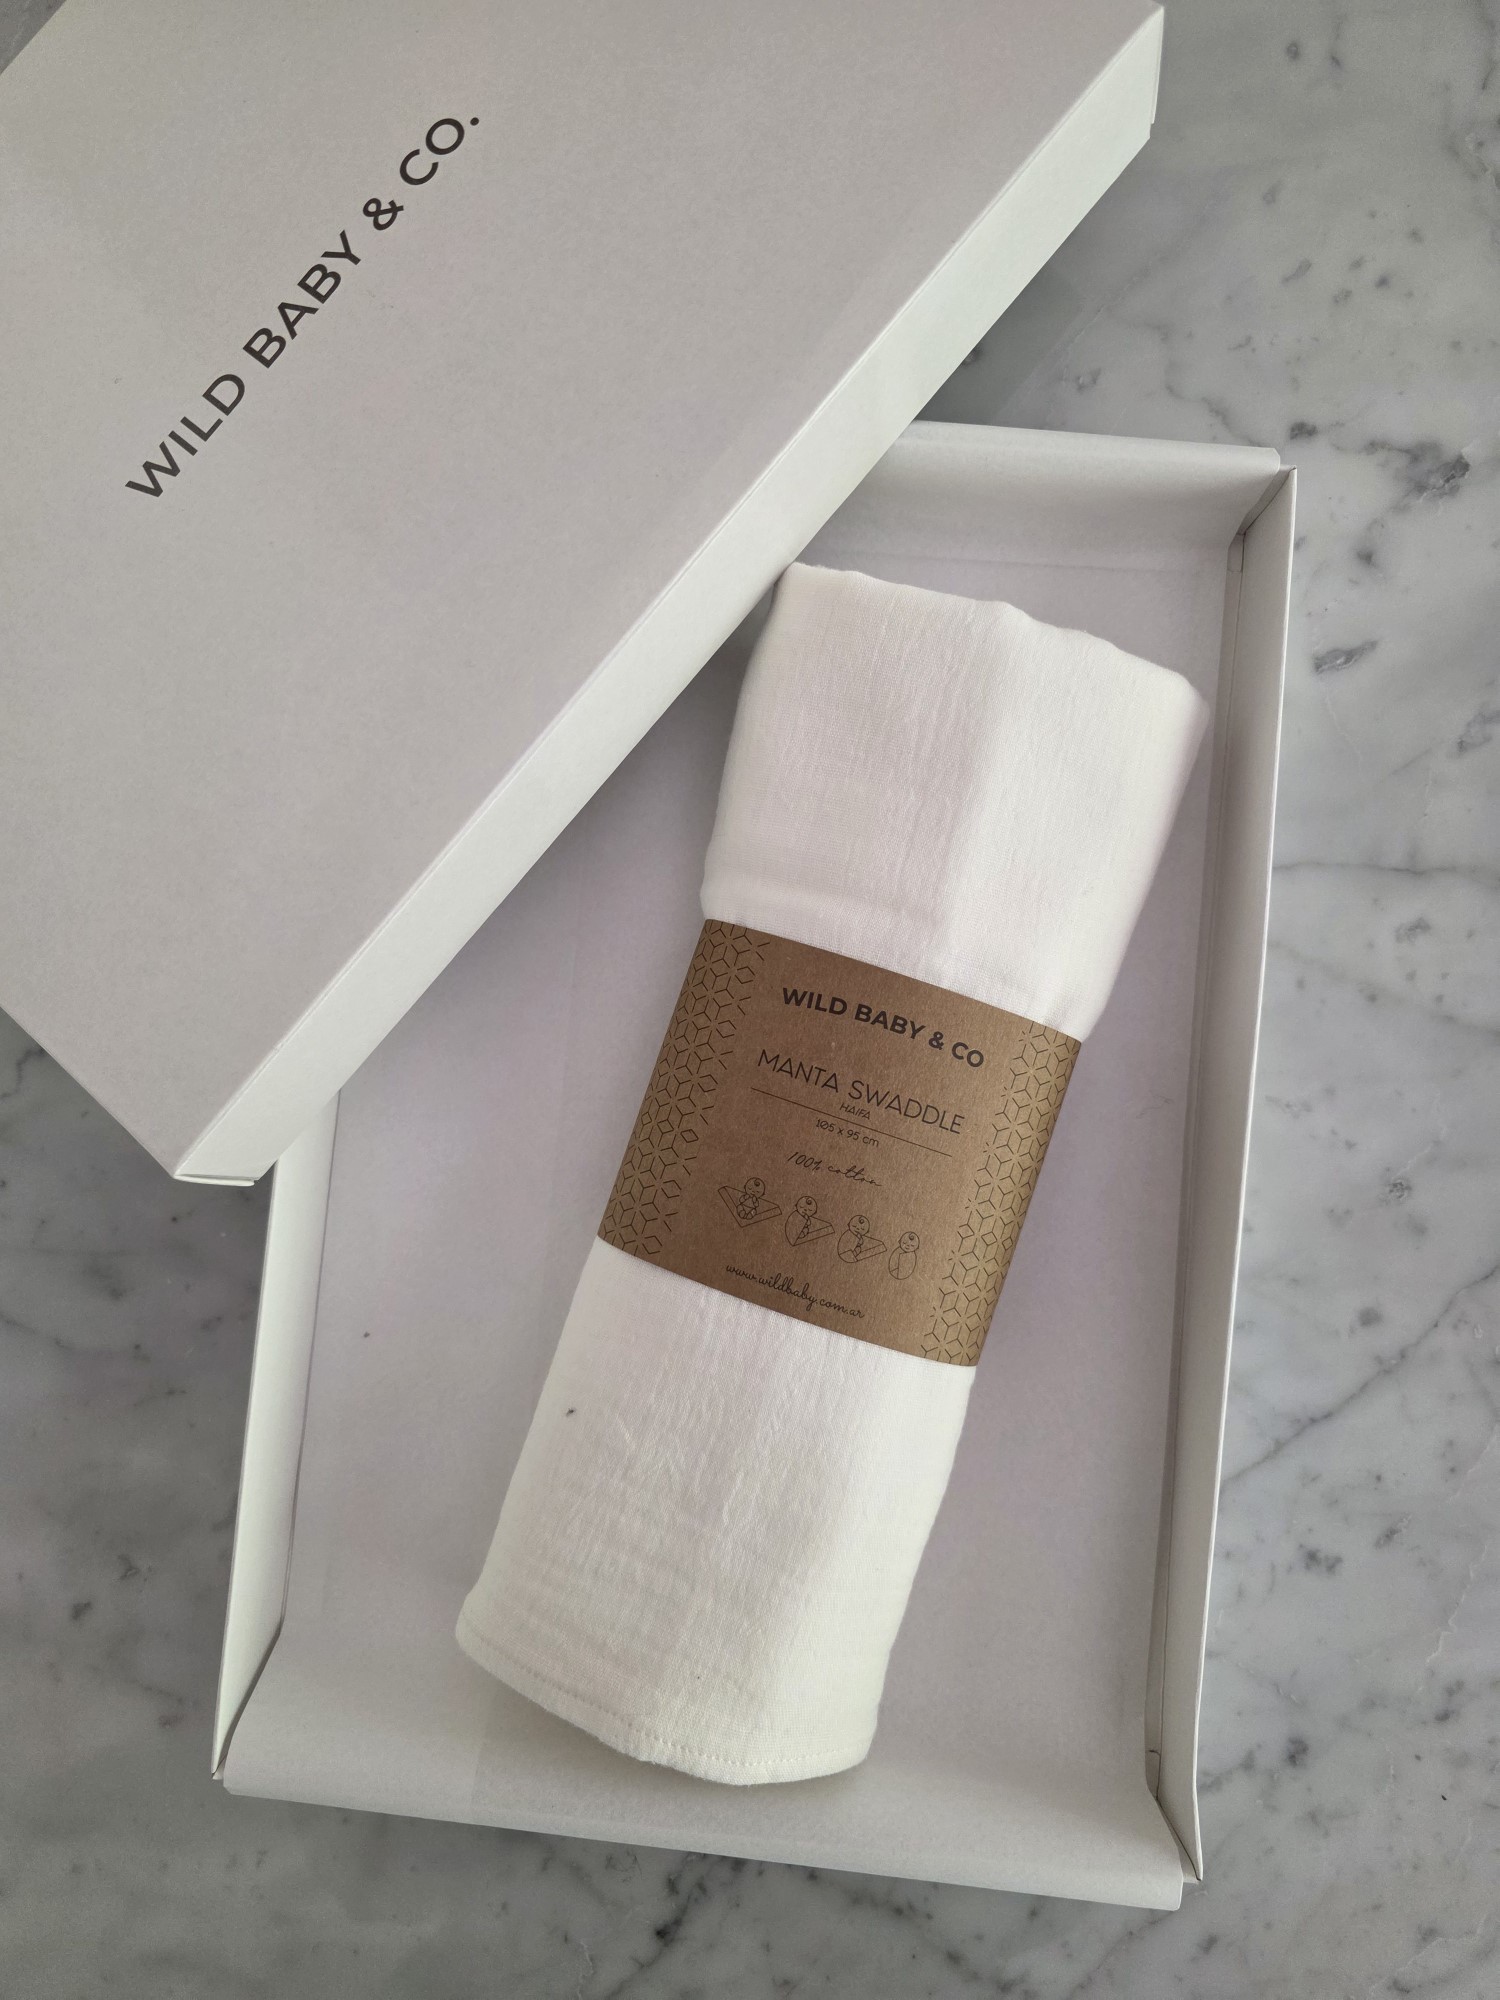 WILD BABY & CO.
WILD BABY & CO
MANTA SWADDLE
HAIFA
105 x 95 cm
100% cotton
www.wildbaby.com.ar